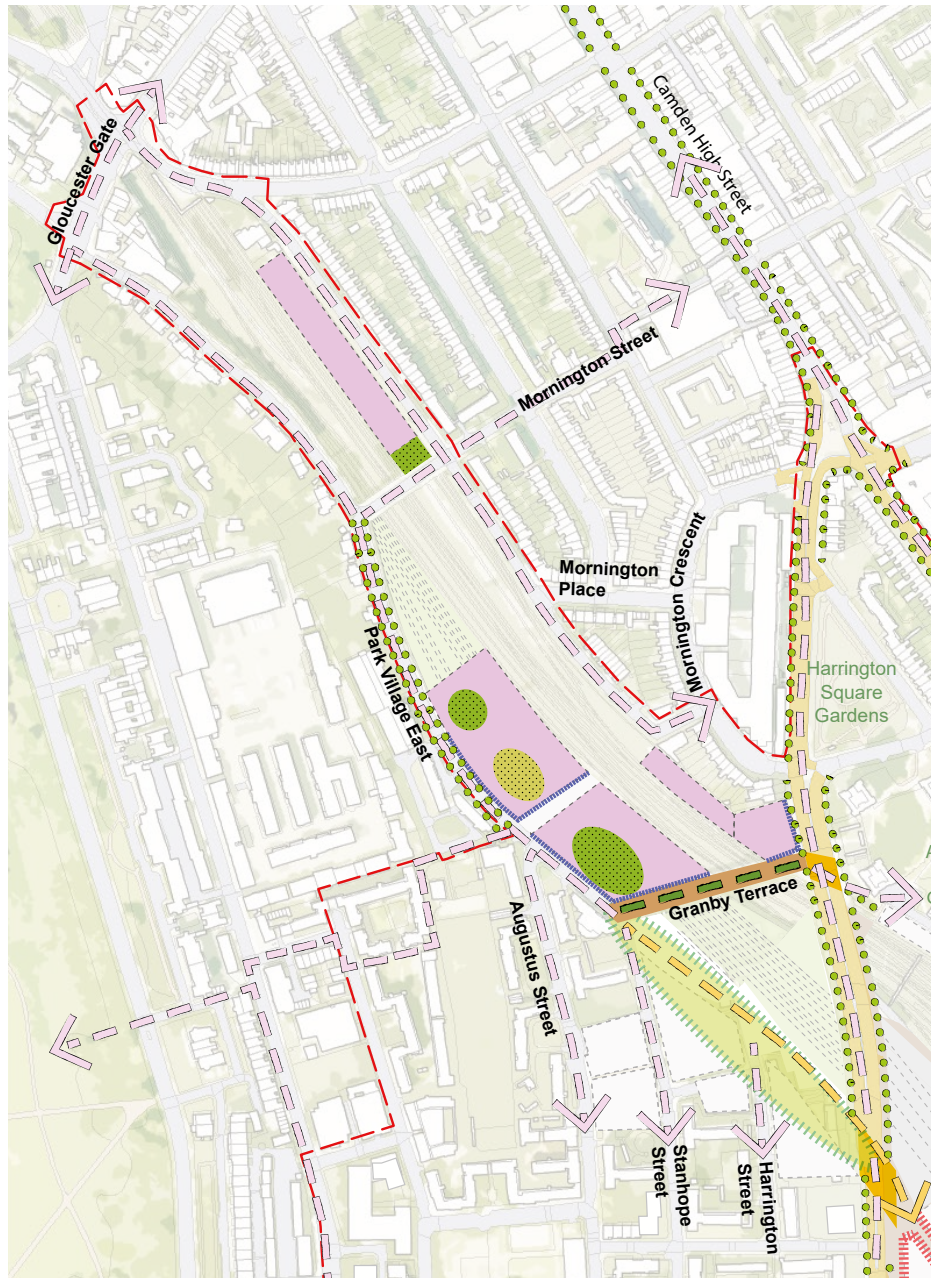 Camden High Street
Gloucester Gate
Mornington Street
Mornington
Place
Mornington Crescent
Harrington
Square
Gardens
Park Village East
A
Granby Terrace
Augustus Street
Stanhope
Street
Harrington
Street